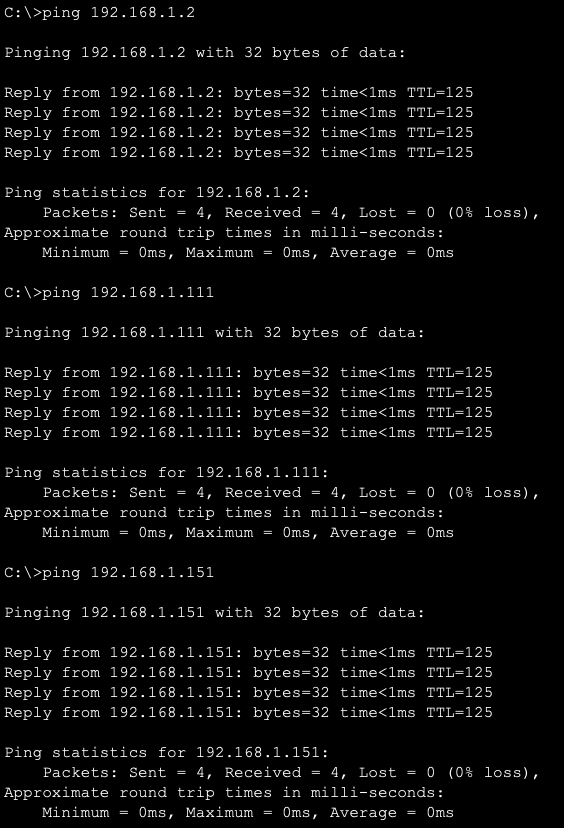 C:\>ping 192.168.1.2
Pinging 192.168.1.2 with 32 bytes of data:
Reply from 192.168.1.2: bytes=32 time<1ms TTL=125
Reply from 192.168.1.2: bytes=32 time<1ms TTL=125
Reply from 192.168.1.2: bytes=32 time<1ms TTL=125
Reply from 192.168.1.2: bytes=32 time<1ms TTL=125
Ping statistics for 192.168.1.2:
    Packets: Sent = 4, Received = 4, Lost = 0 (0% loss),
Approximate round trip times in milli-seconds:
    Minimum = 0ms, Maximum = 0ms, Average = 0ms
C:\>ping 192.168.1.111
Pinging 192.168.1.111 with 32 bytes of data:
Reply from 192.168.1.111: bytes=32 time<1ms TTL=125
Reply from 192.168.1.111: bytes=32 time<1ms TTL=125
Reply from 192.168.1.111: bytes=32 time<1ms TTL=125
Reply from 192.168.1.111: bytes=32 time<1ms TTL=125
Ping statistics for 192.168.1.111:
    Packets: Sent = 4, Received = 4, Lost = 0 (0% loss),
Approximate round trip times in milli-seconds:
    Minimum = 0ms, Maximum = 0ms, Average = 0ms
C:\>ping 192.168.1.151
Pinging 192.168.1.151 with 32 bytes of data:
Reply from 192.168.1.151: bytes=32 time<1ms TTL=125
Reply from 192.168.1.151: bytes=32 time<1ms TTL=125
Reply from 192.168.1.151: bytes=32 time<1ms TTL=125
Reply from 192.168.1.151: bytes=32 time<1ms TTL=125
Ping statistics for 192.168.1.151:
    Packets: Sent = 4, Received = 4, Lost = 0 (0% loss),
Approximate round trip times in milli-seconds:
    Minimum = 0ms, Maximum = 0ms, Average = 0ms